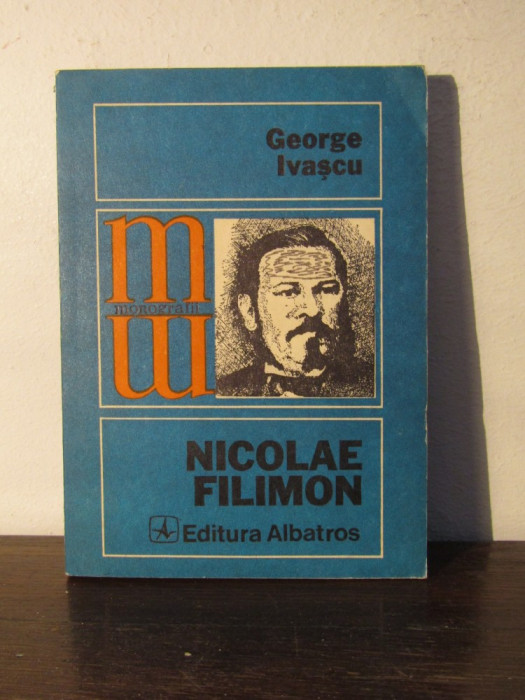 George
Ivașcu
m
monografii
m
NICOLAE
FILIMON
Editura Albatros